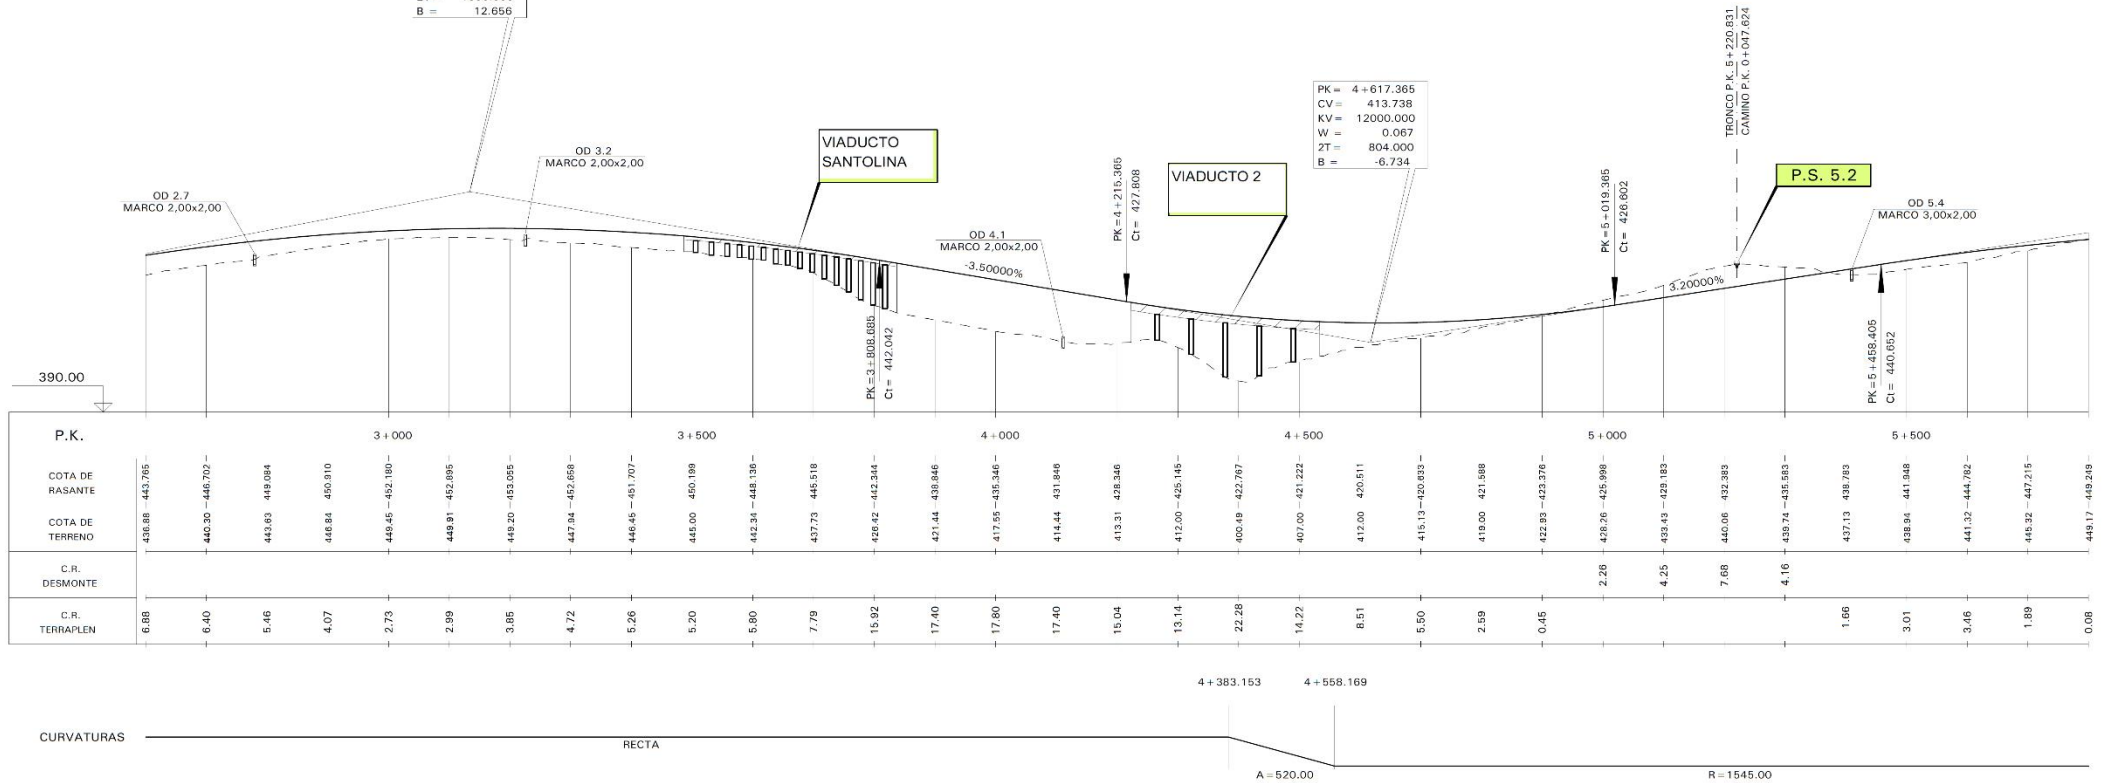 B = 12.656
TRONCO P.K. 5+220.831
CAMINO P.K. 0+047.624
PK = 4+617.365
CV = 413.738
KV = 12000.000
W = 0.067
2T = 804.000
B = -6.734
VIADUCTO
SANTOLINA
OD 3.2
MARCO 2,00x2,00
VIADUCTO 2
P.S. 5.2
OD 2.7
MARCO 2,00x2,00
PK=4+215.365
Ct= 427.808
PK=5+019.365
Ct= 426.602
OD 5.4
MARCO 3,00x2,00
OD 4.1
MARCO 2,00x2,00
-3.50000%
3.20000%
PK=3+808.685
Ct= 442.042
PK=5+458.405
Ct= 440.652
390.00
P.K. 3+000 3+500 4+000 4+500 5+000 5+500
COTA DE
RASANTE
443.765 446.702 449.084 450.910 452.180 452.895 453.055 452.658 451.707 450.199 448.136 445.518 442.344 438.846 435.346 431.846 428.346 425.145 422.767 421.222 420.511 420.633 421.588 423.376 425.998 429.183 432.383 435.583 438.783 441.948 444.782 447.215 449.249
COTA DE
TERRENO
436.88 440.30 443.63 446.84 449.45 449.91 449.20 447.94 446.45 445.00 442.34 437.73 426.42 421.44 417.55 414.44 413.31 412.00 400.49 407.00 412.00 415.13 419.00 422.93 428.26 433.43 440.06 439.74 437.13 438.94 441.32 445.32 449.17
C.R.
DESMONTE
2.26 4.25 7.68 4.16
C.R.
TERRAPLEN
6.88 6.40 5.46 4.07 2.73 2.99 3.85 4.72 5.26 5.20 5.80 7.79 15.92 17.40 17.80 17.40 15.04 13.14 22.28 14.22 8.51 5.50 2.59 0.45 1.66 3.01 3.46 1.89 0.08
4+383.153 4+558.169
CURVATURAS
RECTA
A=520.00
R=1545.00